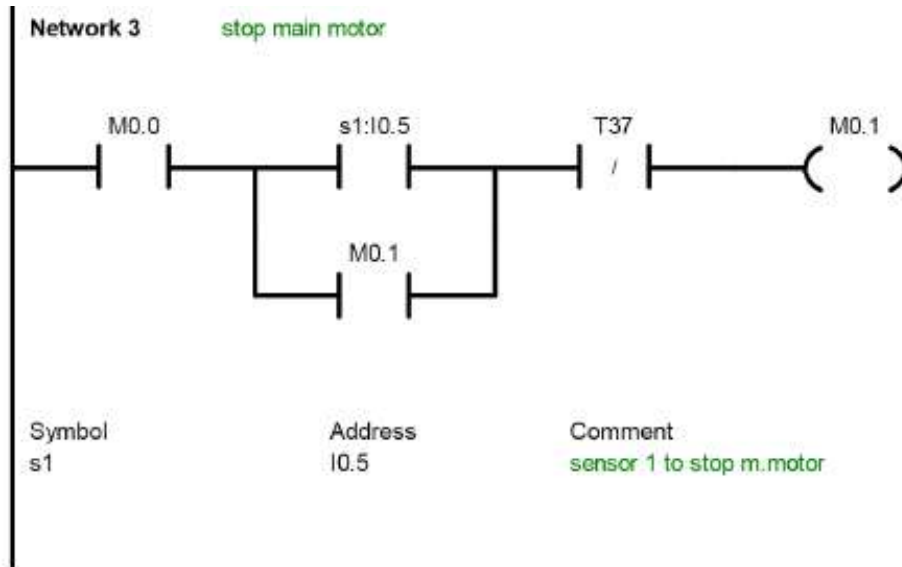 Network 3 stop main motor
M0.0 s1:I0.5 T37 M0.1
/
M0.1
Symbol Address Comment
s1 I0.5 sensor 1 to stop m.motor